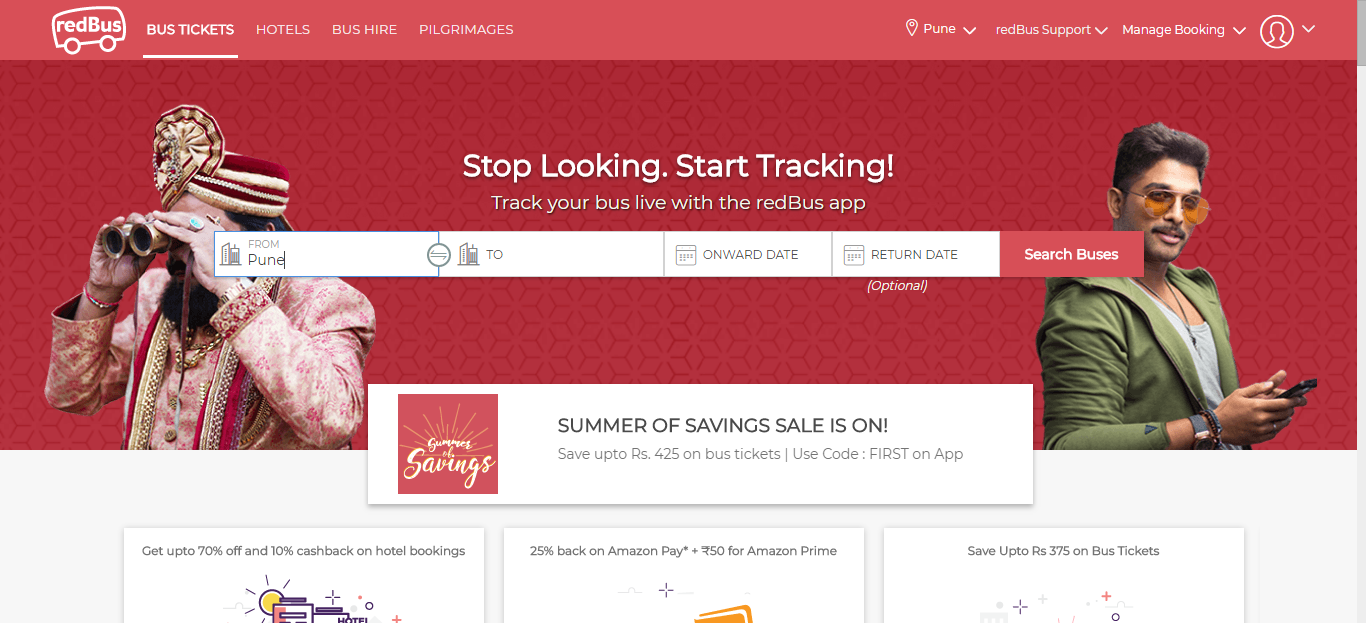 redBus
BUS TICKETS
HOTELS
BUS HIRE
PILGRIMAGES
Pune
redBus Support
Manage Booking
Stop Looking. Start Tracking!
Track your bus live with the redBus app
FROM
Pune
TO
ONWARD DATE
RETURN DATE
(Optional)
Search Buses
Summer
of
Savings
SUMMER OF SAVINGS SALE IS ON!
Save upto Rs. 425 on bus tickets | Use Code : FIRST on App
Get upto 70% off and 10% cashback on hotel bookings
HOTEL
25% back on Amazon Pay* + ₹50 for Amazon Prime
Save Upto Rs 375 on Bus Tickets